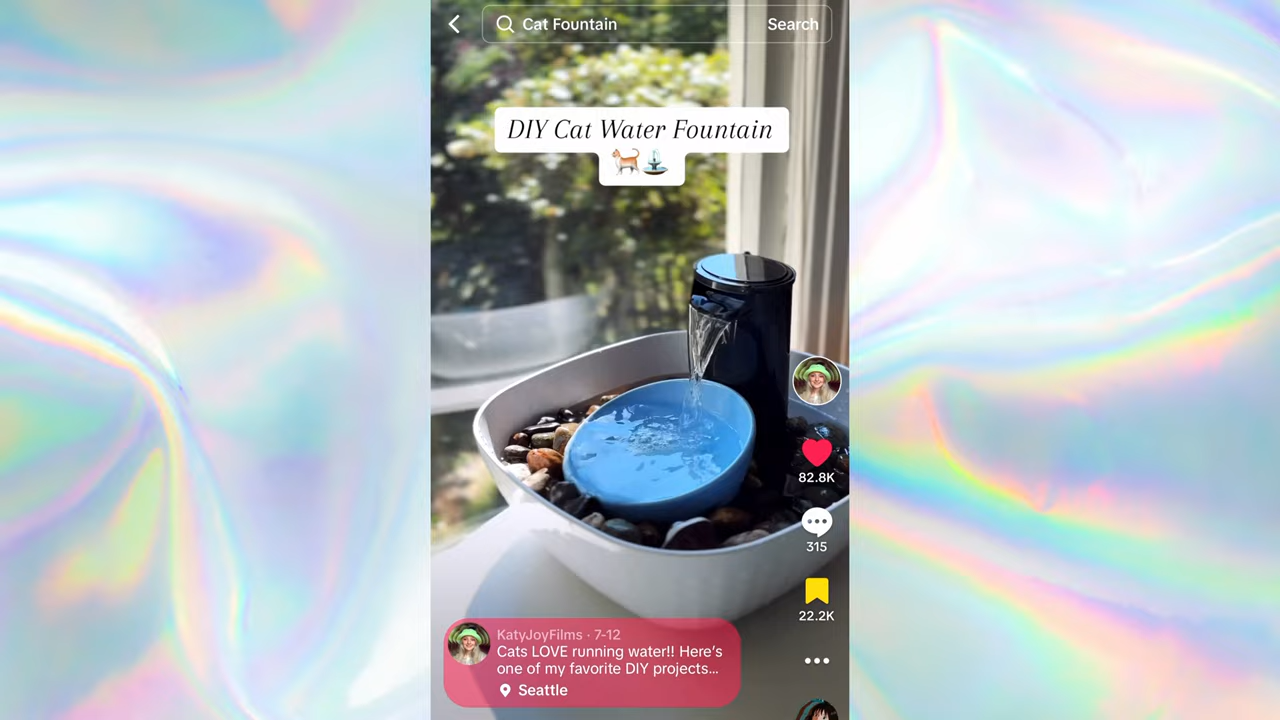 Cat Fountain
Search
DIY Cat Water Fountain
82.8K
315
22.2K
KatyJoyFilms · 7-12
Cats LOVE running water!! Here's
one of my favorite DIY projects...
Seattle